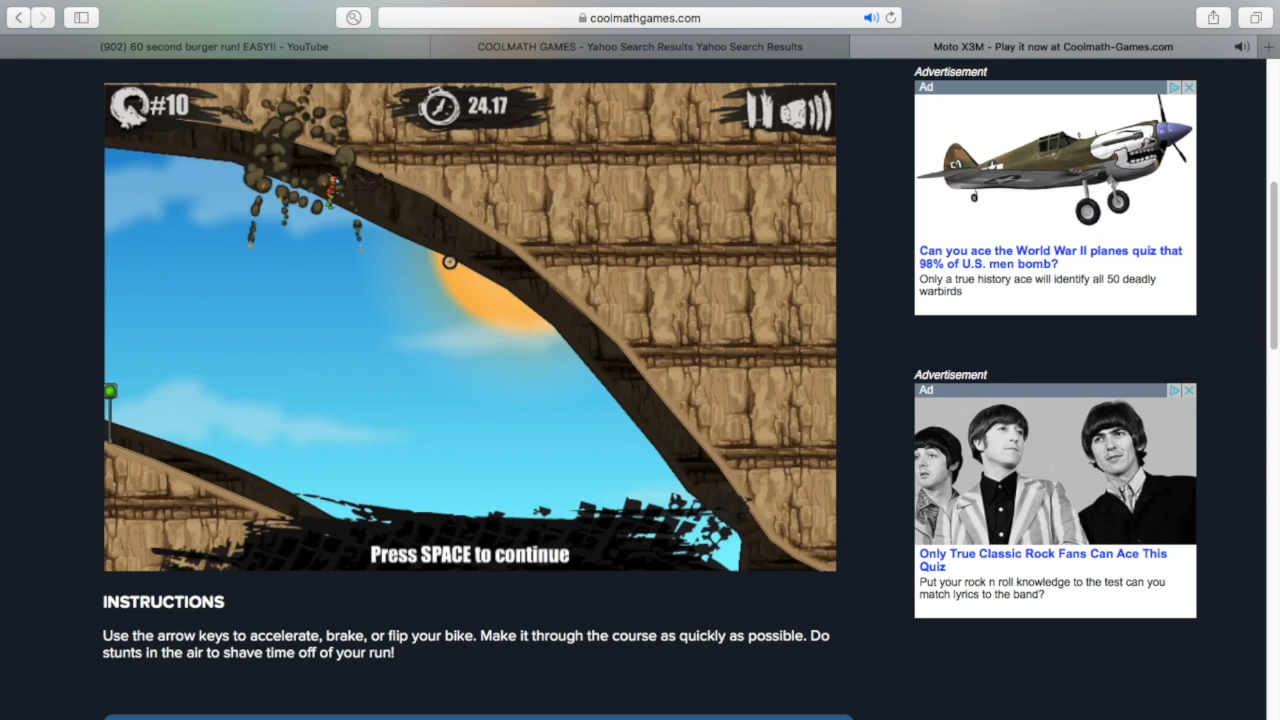 coolmathgames.com
(902) 60 second burger run! EASY!! - YouTube
COOLMATH GAMES - Yahoo Search Results Yahoo Search Results
Moto X3M - Play it now at Coolmath-Games.com
#10
24.17
Press SPACE to continue
INSTRUCTIONS
Use the arrow keys to accelerate, brake, or flip your bike. Make it through the course as quickly as possible. Do
stunts in the air to shave time off of your run!
Advertisement
Ad
Can you ace the World War II planes quiz that
98% of U.S. men bomb?
Only a true history ace will identify all 50 deadly
warbirds
Advertisement
Ad
Only True Classic Rock Fans Can Ace This
Quiz
Put your rock n roll knowledge to the test can you
match lyrics to the band?